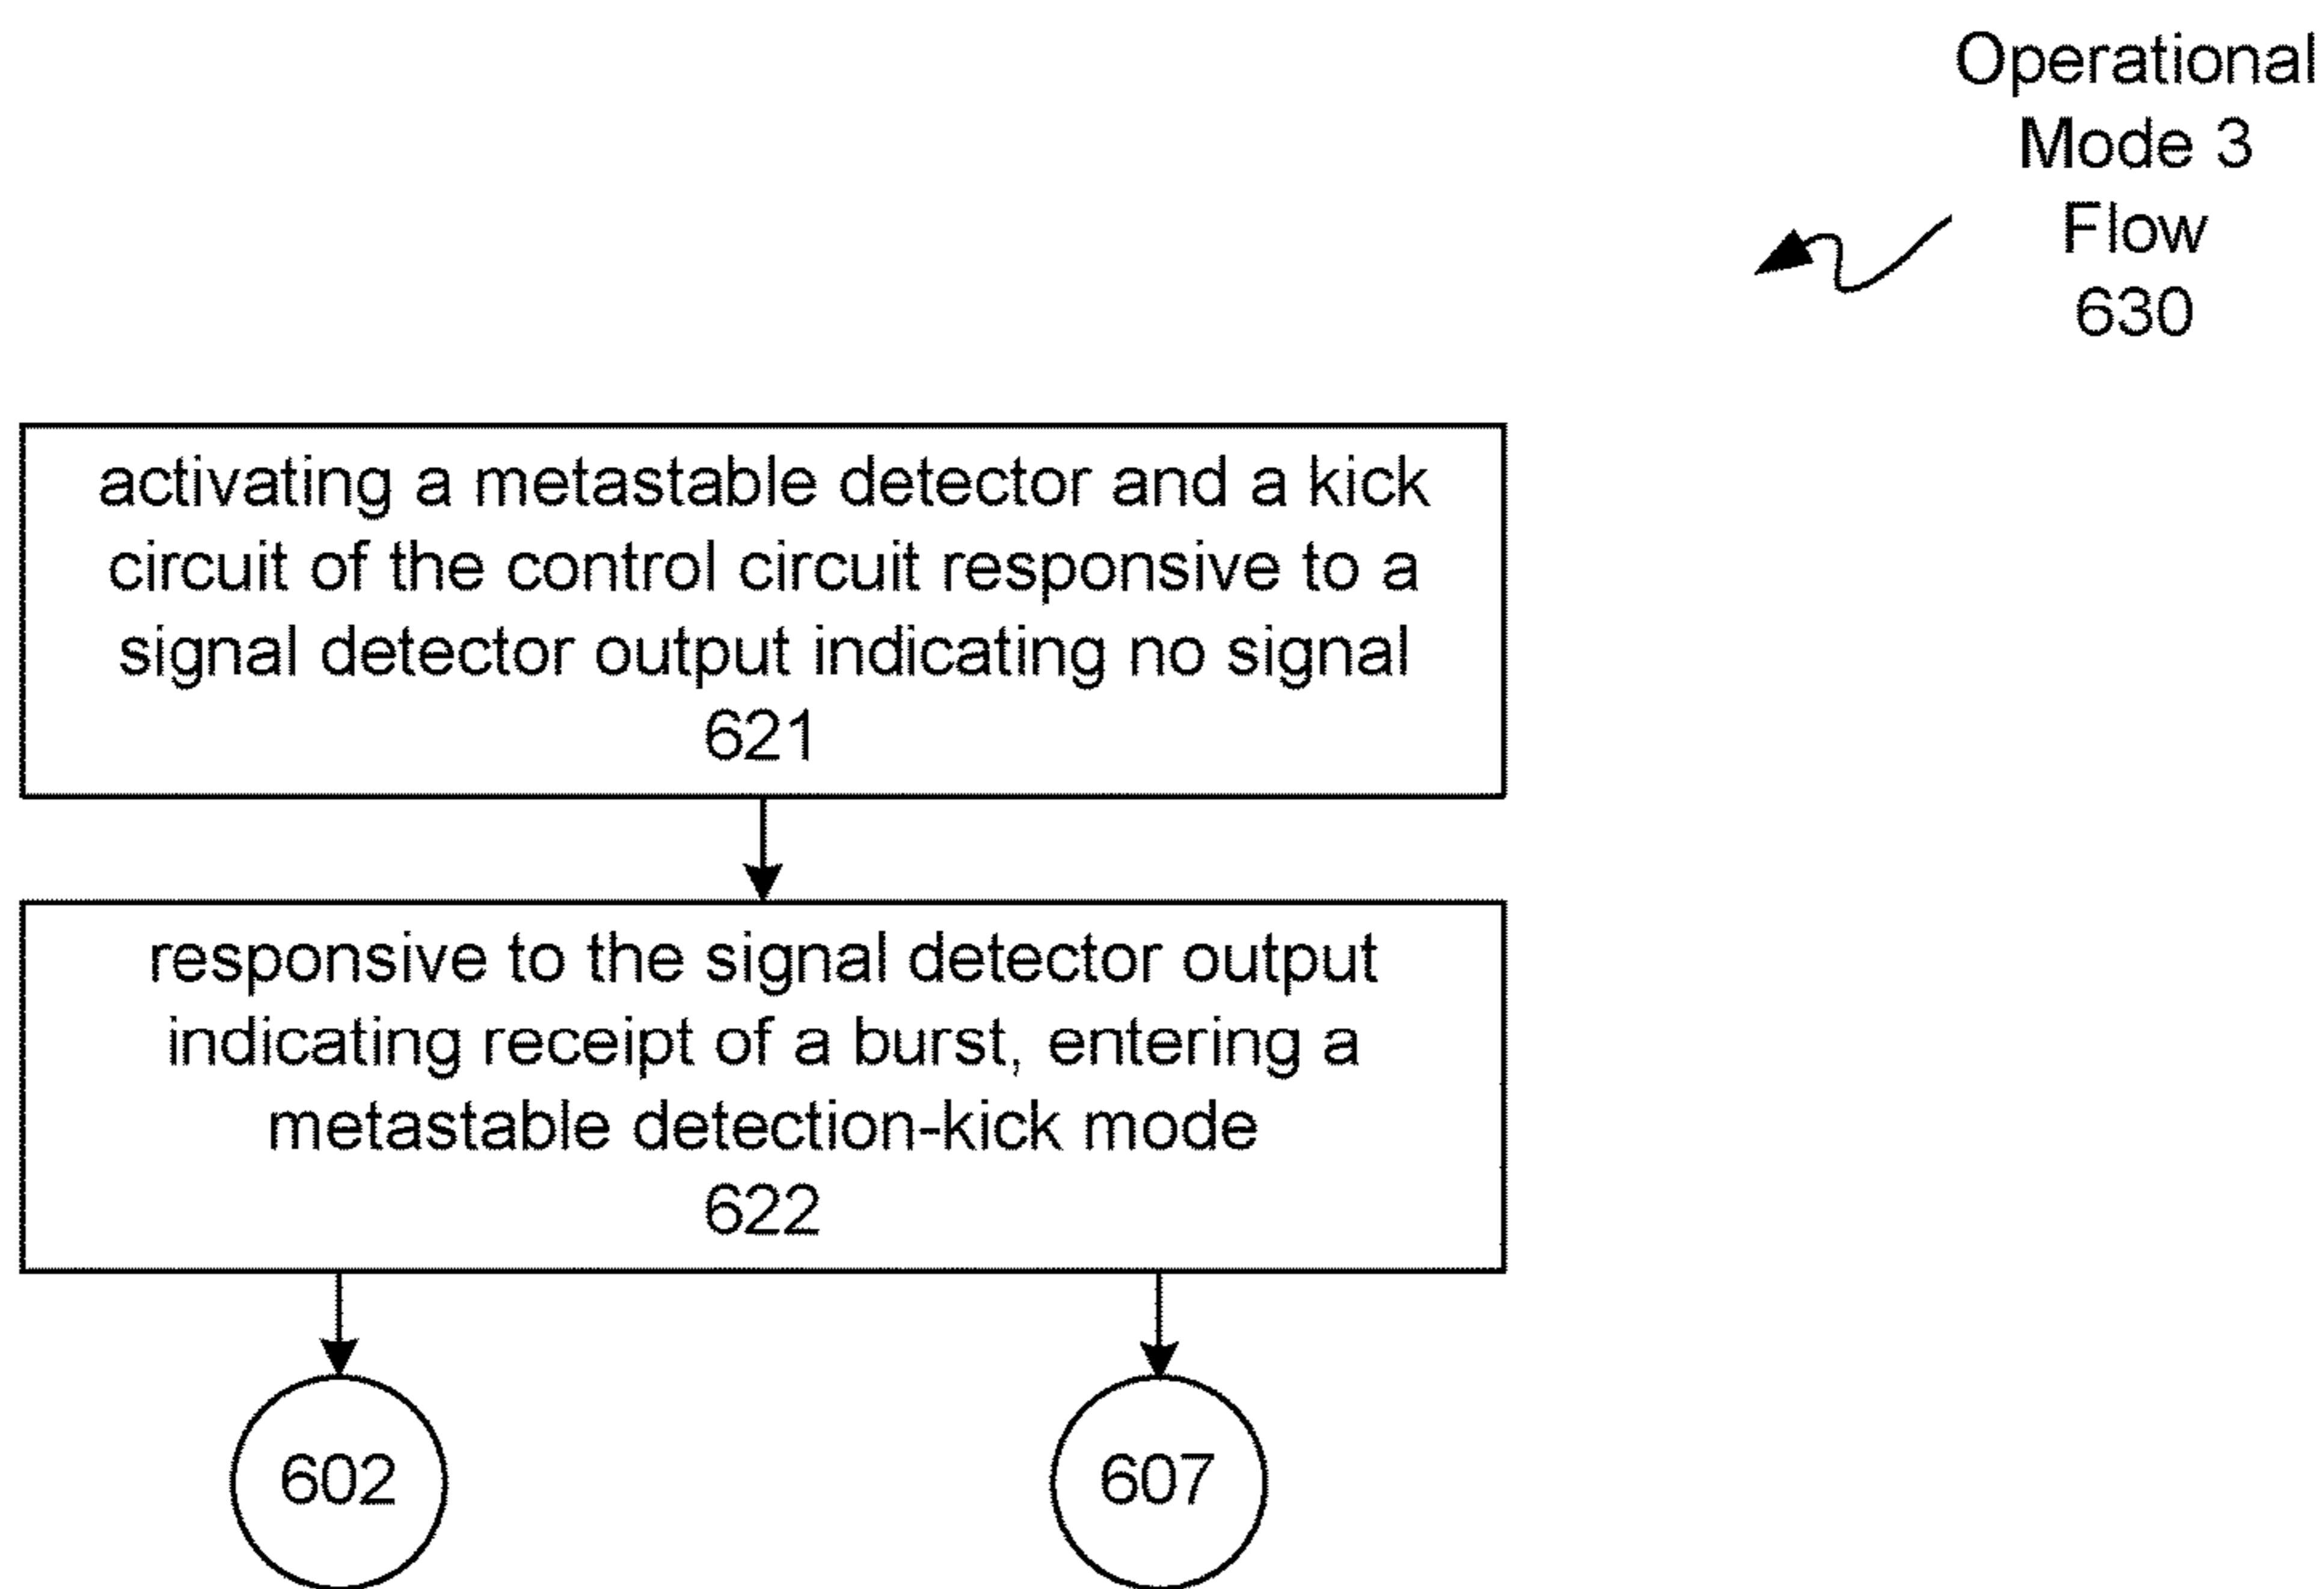 Operational
Mode 3
Flow
630
activating a metastable detector and a kick
circuit of the control circuit responsive to a
signal detector output indicating no signal
621
responsive to the signal detector output
indicating receipt of a burst, entering a
metastable detection-kick mode
622
602
607